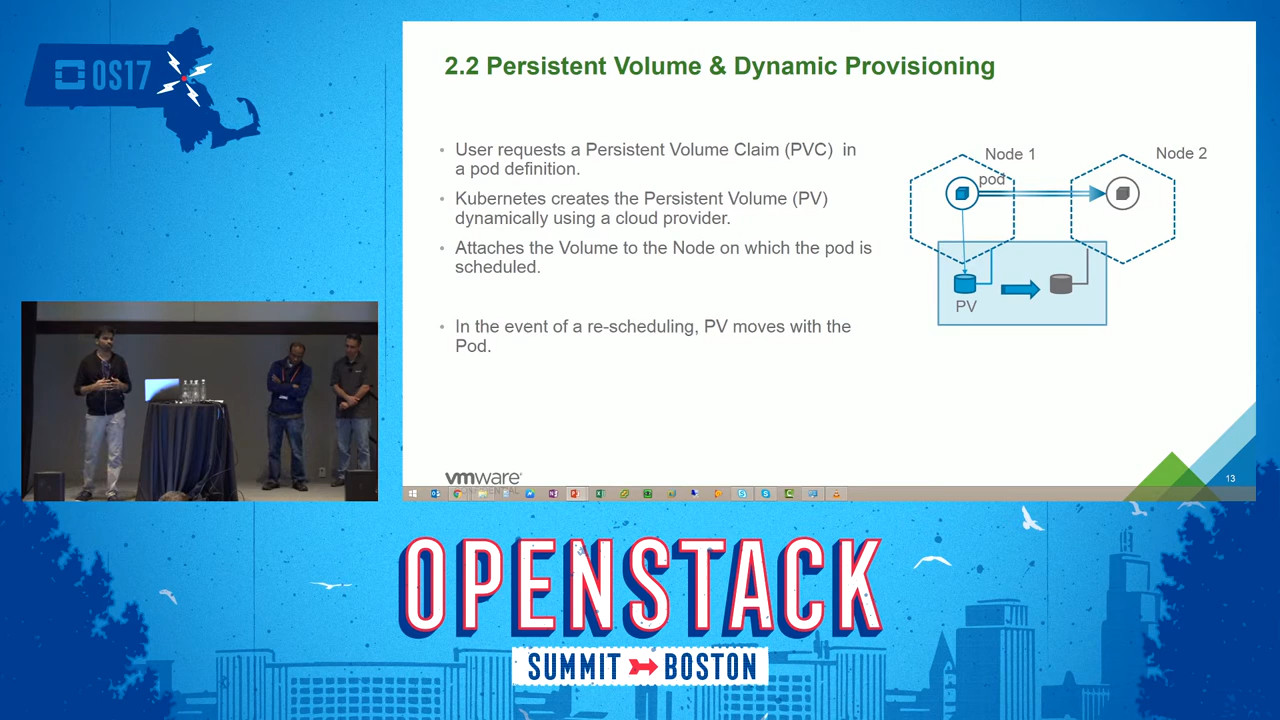 OS17
2.2 Persistent Volume & Dynamic Provisioning
• User requests a Persistent Volume Claim (PVC) in
a pod definition.
• Kubernetes creates the Persistent Volume (PV)
dynamically using a cloud provider.
• Attaches the Volume to the Node on which the pod is
scheduled.
• In the event of a re-scheduling, PV moves with the
Pod.
Node 1
Node 2
pod
PV
vmware
13
OPENSTACK
SUMMIT BOSTON